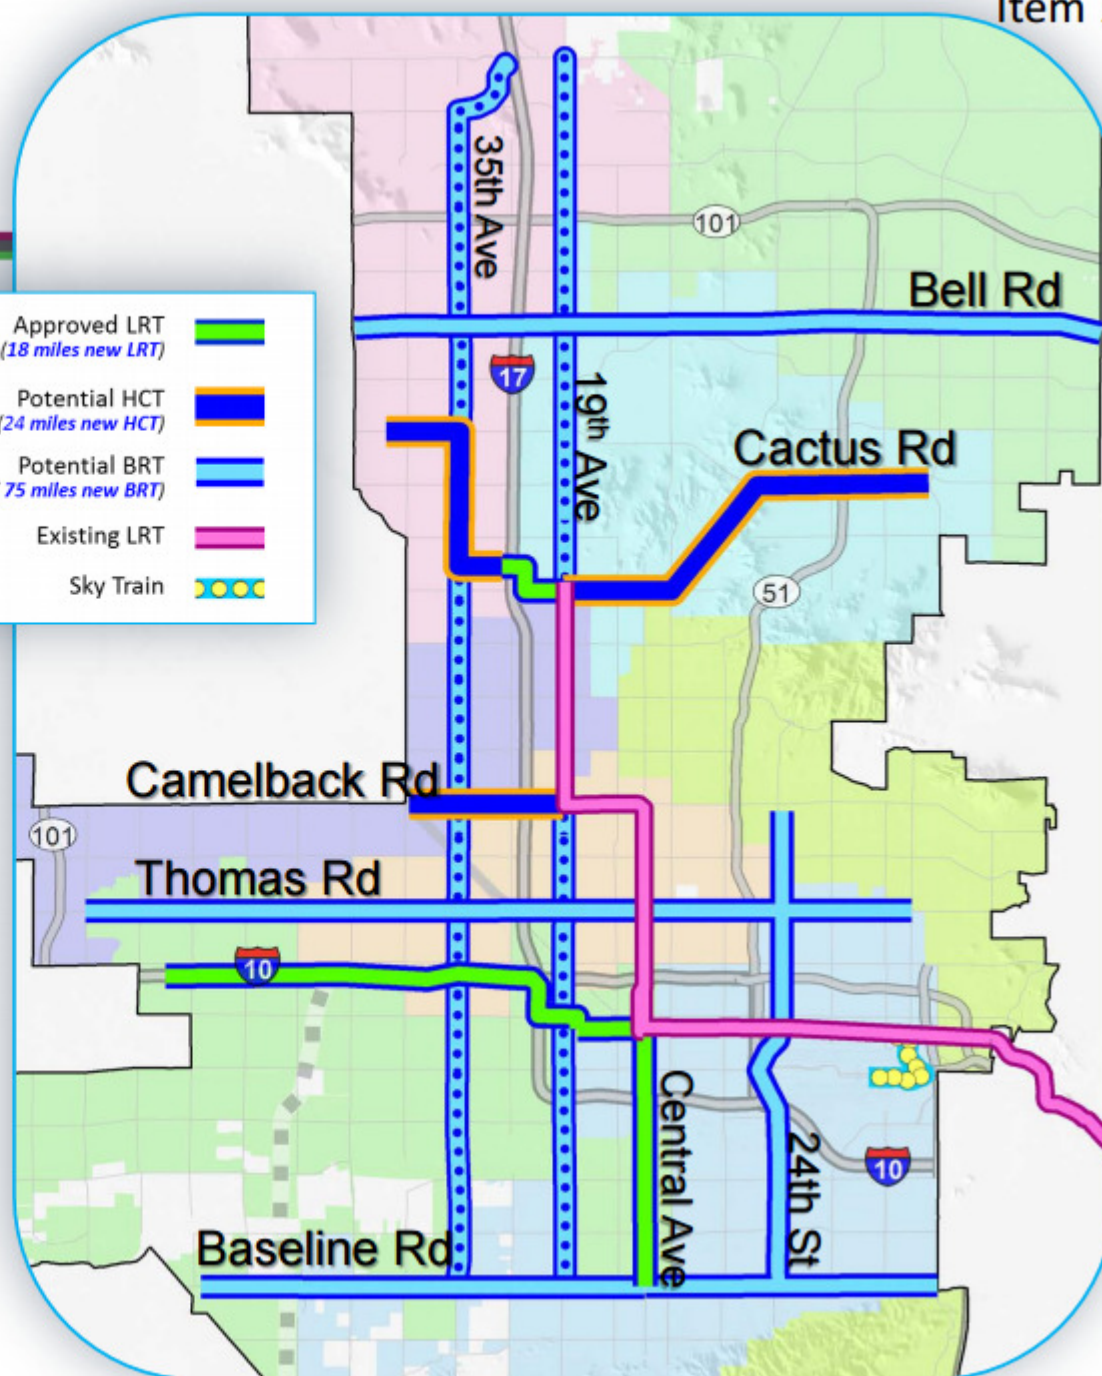 Item
35th Ave
101
Bell Rd
Approved LRT
(18 miles new LRT)
17
19th Ave
Potential HCT
(24 miles new HCT)
Cactus Rd
Potential BRT
75 miles new BRT)
Existing LRT
Sky Train
51
Camelback Rd
101
Thomas Rd
10
Central Ave
24th St
10
Baseline Rd